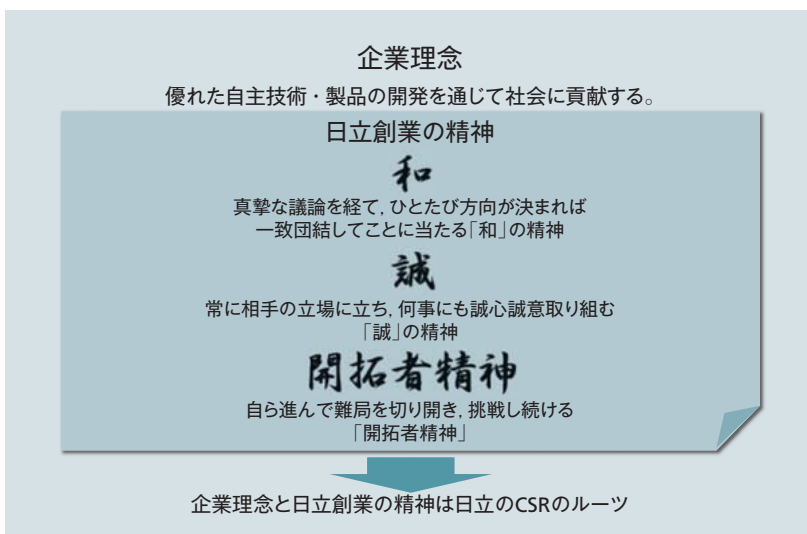 企業理念
優れた自主技術・製品の開発を通じて社会に貢献する。
日立創業の精神
和
真摯な議論を経て,ひとたび方向が決まれば
一致団結してことに当たる「和」の精神
誠
常に相手の立場に立ち,何事にも誠心誠意取り組む
「誠」の精神
開拓者精神
自ら進んで難局を切り開き,挑戦し続ける
「開拓者精神」
企業理念と日立創業の精神は日立のCSRのルーツ